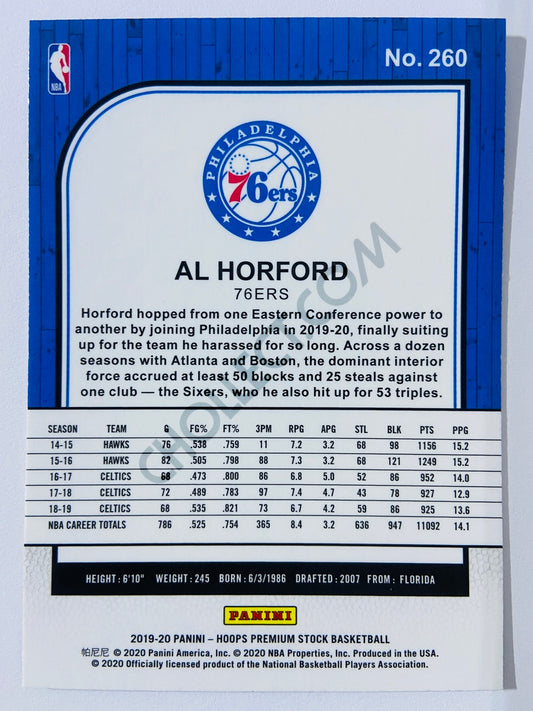 NBA
No. 260
PHILADELPHIA
76ers
AL HORFORD
76ERS
Horford hopped from one Eastern Conference power to
another by joining Philadelphia in 2019-20, finally suiting
up for the team he harassed for so long. Across a dozen
seasons with Atlanta and Boston, the dominant interior
force accrued at least 50 blocks and 25 steals against
one club — the Sixers, who he also hit up for 53 triples.
CHOLLECT.COM
SEASON TEAM G FG% FT% 3PM RPG APG STL BLK PTS PPG
14-15 HAWKS 76 .538 .759 11 7.2 3.2 68 98 1156 15.2
15-16 HAWKS 82 .505 .798 88 7.3 3.2 68 121 1249 15.2
16-17 CELTICS 68 .473 .800 86 6.8 5.0 52 86 952 14.0
17-18 CELTICS 72 .489 .783 97 7.4 4.7 43 78 927 12.9
18-19 CELTICS 68 .535 .821 73 6.7 4.2 59 86 925 13.6
NBA CAREER TOTALS 786 .525 .754 365 8.4 3.2 636 947 11092 14.1
HEIGHT: 6'10" WEIGHT: 245 BORN: 6/3/1986 DRAFTED: 2007 FROM: FLORIDA
PANINI
2019-20 PANINI – HOOPS PREMIUM STOCK BASKETBALL
帕尼尼 © 2020 Panini America, Inc. © 2020 NBA Properties, Inc. Produced in the USA.
© 2020 Officially licensed product of the National Basketball Players Association.